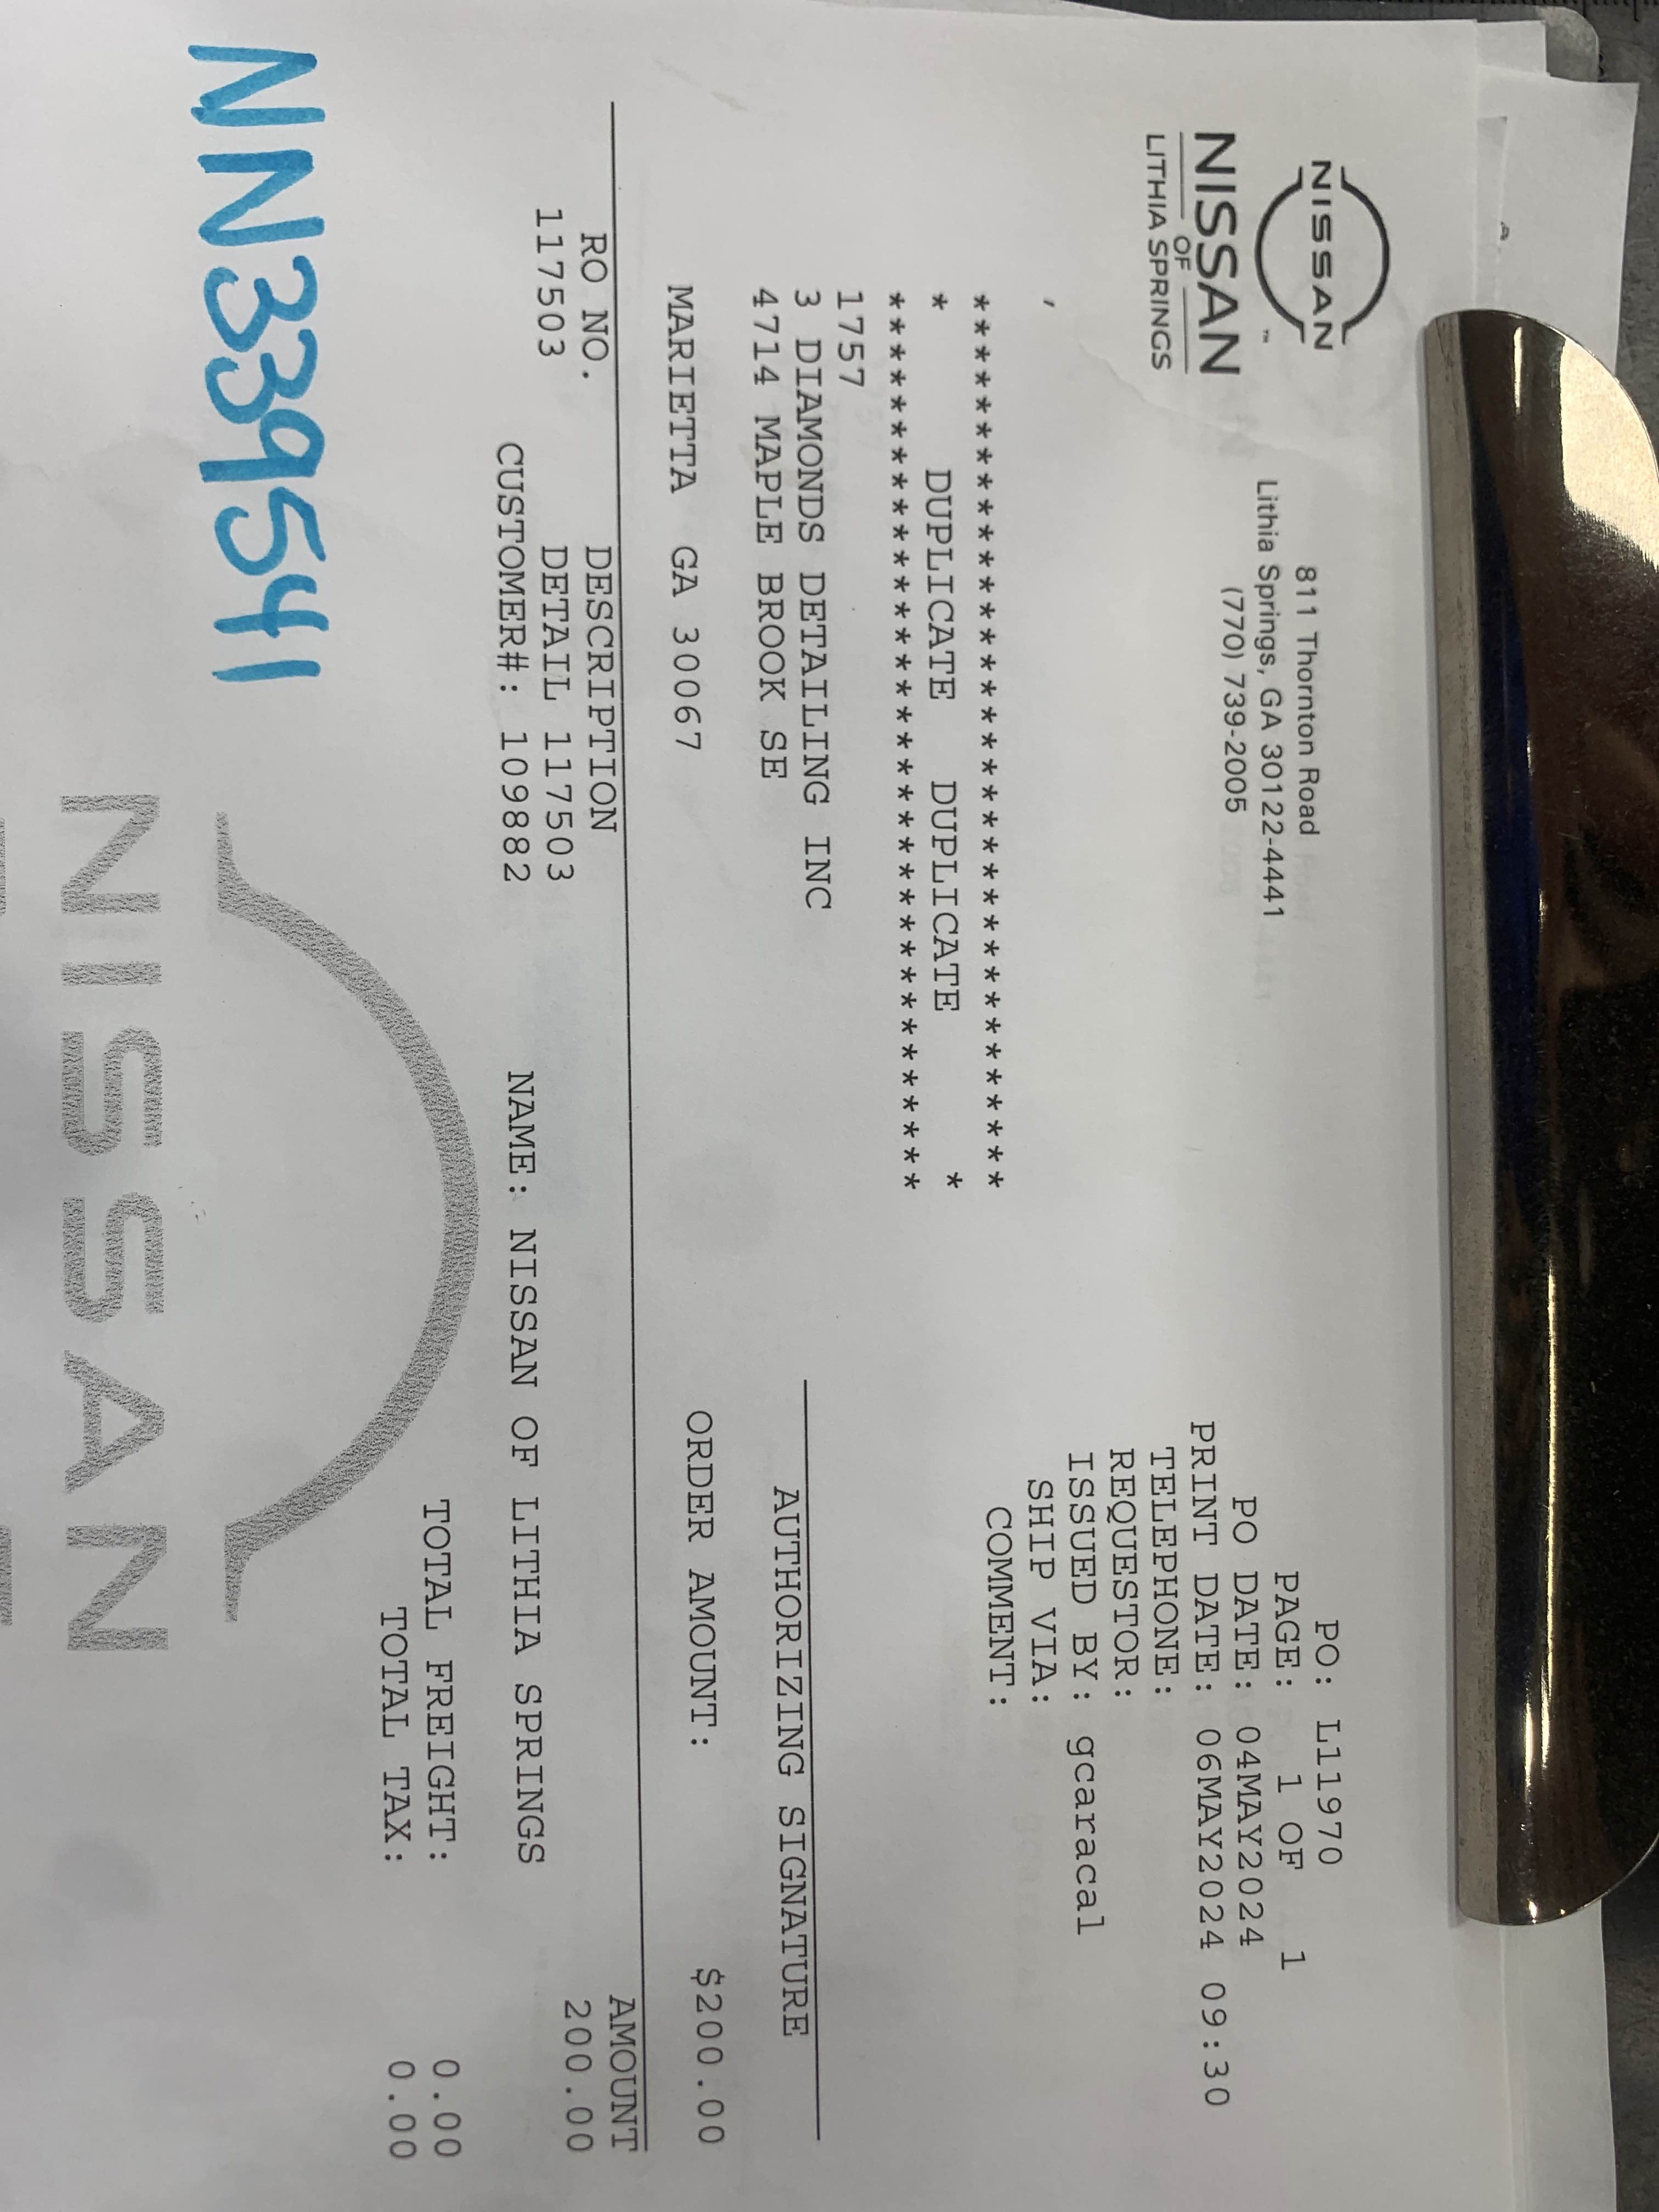 NISSAN
NISSAN
OF
LITHIA SPRINGS
811 Thornton Road
Lithia Springs, GA 30122-4441
(770) 739-2005
PO: L11970
PAGE: 1 OF 1
PO DATE: 04MAY2024
PRINT DATE: 06MAY2024 09:30
TELEPHONE:
REQUESTOR:
ISSUED BY: gcaracal
SHIP VIA:
COMMENT:
,
***********************************
* DUPLICATE DUPLICATE *
***********************************
1757
3 DIAMONDS DETAILING INC
4714 MAPLE BROOK SE
MARIETTA GA 30067
AUTHORIZING SIGNATURE
ORDER AMOUNT: $200.00
RO NO. DESCRIPTION AMOUNT
117503 DETAIL 117503 200.00
CUSTOMER#: 109882 NAME: NISSAN OF LITHIA SPRINGS
TOTAL FREIGHT: 0.00
TOTAL TAX: 0.00
NN339541
NISSAN